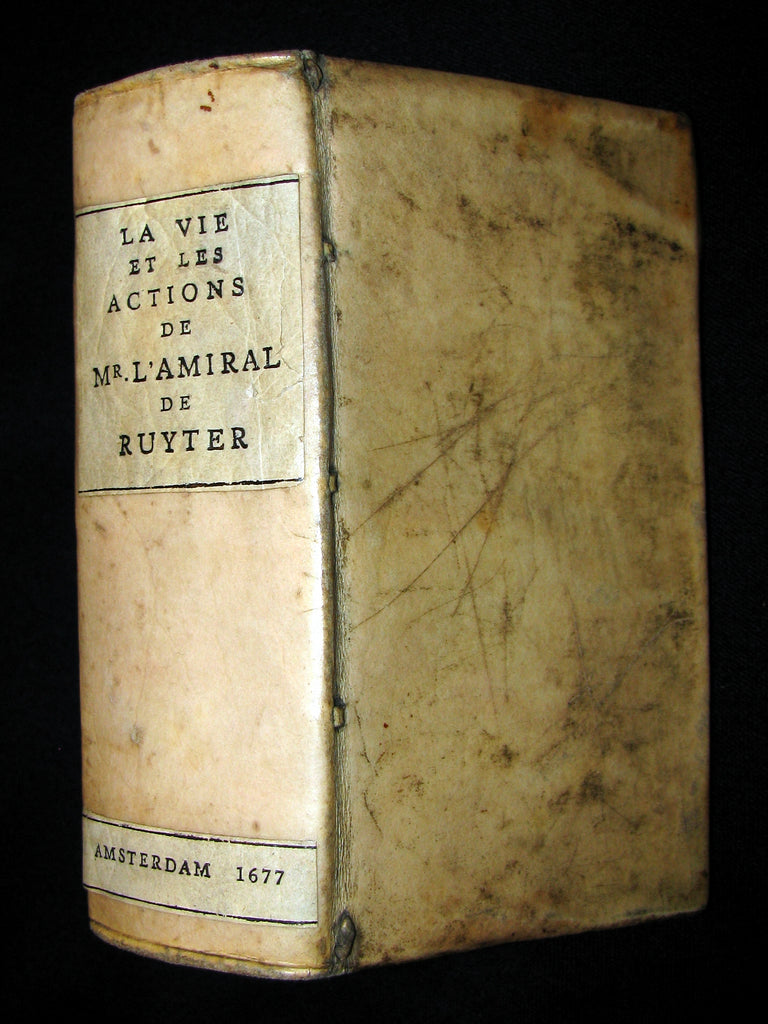 LA VIE
ET LES
ACTIONS
DE
MR. L'AMIRAL
DE
RUYTER
AMSTERDAM 1677